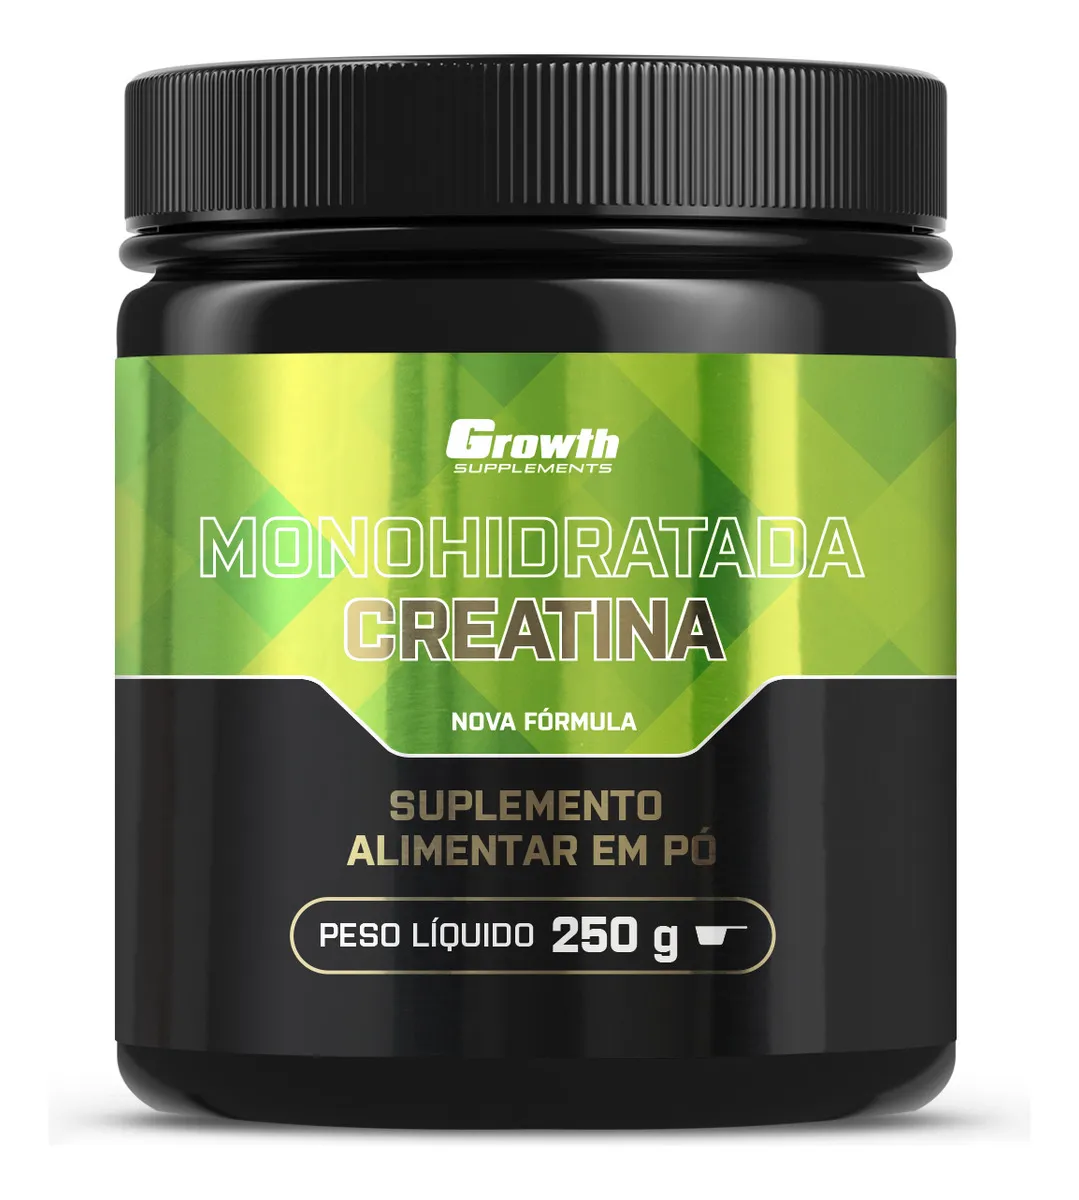 Growth
SUPPLEMENTS
MONOHIDRATADA
CREATINA
NOVA FÓRMULA
SUPLEMENTO
ALIMENTAR EM PÓ
PESO LÍQUIDO 250 g